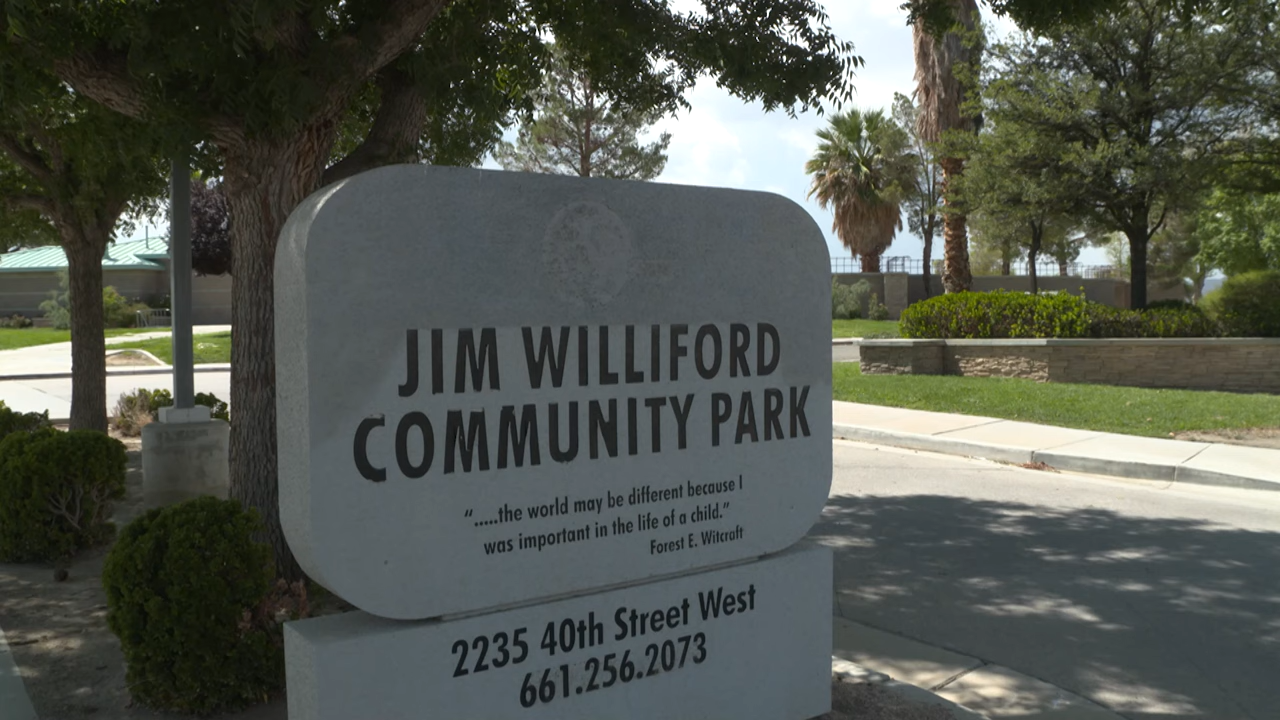 JIM WILLIFORD
COMMUNITY PARK
“.....the world may be different because I
was important in the life of a child.”
Forest E. Witcraft
2235 40th Street West
661.256.2073